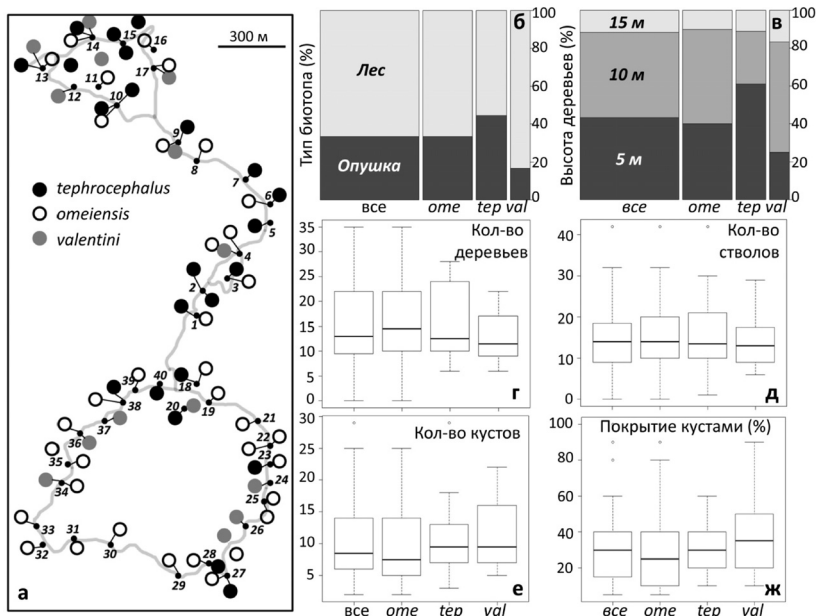 300 м
14
15
16
13
17
11
12
10
9
8
7
6
5
4
3
2
1
tephrocephalus
omeiensis
valentini
39
40
18
38
20
19
21
37
36
22
23
35
24
34
25
33
26
32
31
30
29
28
27
а
Тип биотопа (%)
Лес
Опушка
б
100
80
60
40
20
0
все
ome
tep
val
Высота деревьев (%)
15 м
10 м
5 м
в
100
80
60
40
20
0
все
ome
tep
val
Кол-во
деревьев
35
30
25
20
15
10
5
0
г
Кол-во
стволов
40
30
20
10
0
д
Кол-во кустов
30
25
20
15
10
5
е
все
ome
tep
val
Покрытие кустами (%)
100
80
60
40
20
ж
все
ome
tep
val